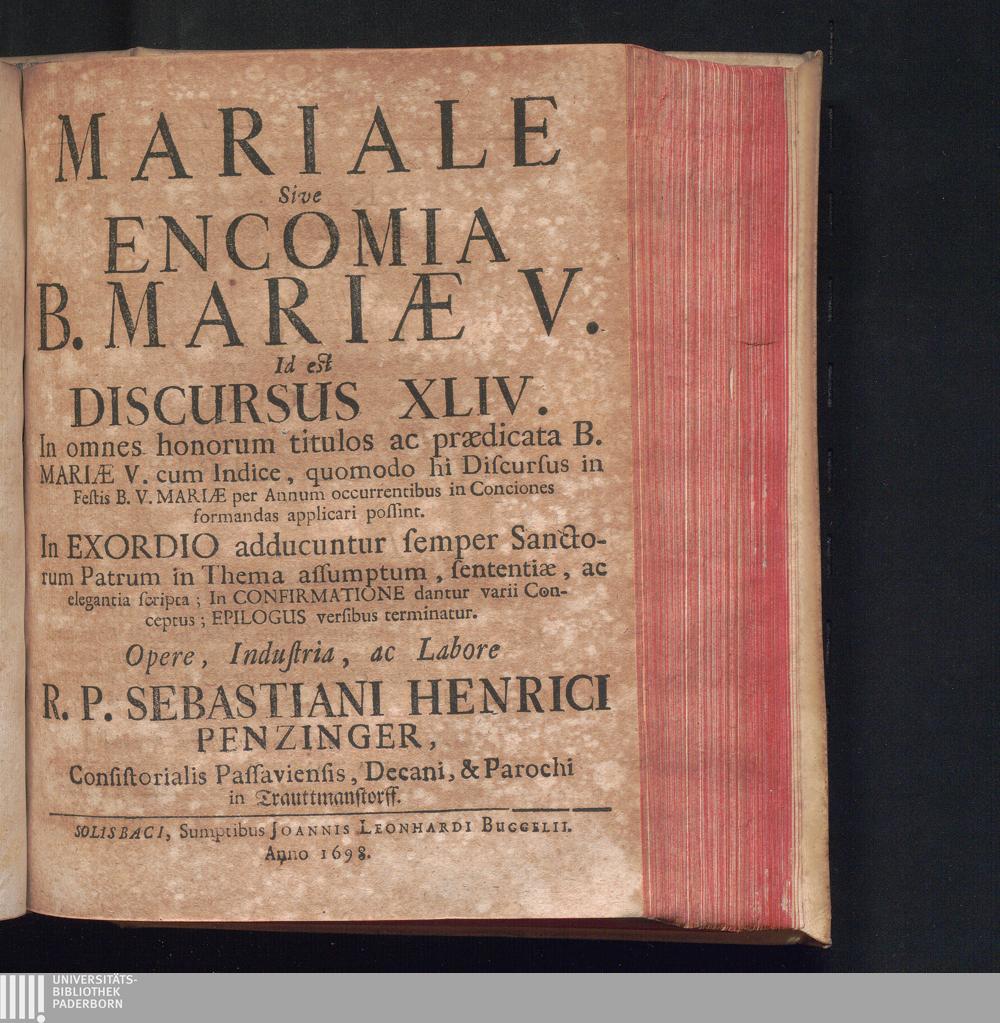 MARIALE
Sive
ENCOMIA
B. MARIÆ V.
Id est
DISCURSUS XLIV.
In omnes honorum titulos ac prædicata B.
MARIÆ V. cum Indice, quomodo hi Diſcurſus in
Feſtis B. V. MARIÆ per Annum occurrentibus in Conciones
formandas applicari poſſint.
In EXORDIO adducuntur ſemper Sancto-
rum Patrum in Thema aſſumptum, ſententiæ, ac
elegantia ſcripta; In CONFIRMATIONE dantur varii Con-
ceptus; EPILOGUS verſibus terminatur.
Opere, Induſtria, ac Labore
R. P. SEBASTIANI HENRICI
PENZINGER,
Conſiſtorialis Paſſavienſis, Decani, & Parochi
in Trauttmanſtorff.
SOLISBACI, Sumptibus JOANNIS LEONHARDI BUGGELII.
Anno 1698.
UNIVERSITÄTS-
BIBLIOTHEK
PADERBORN